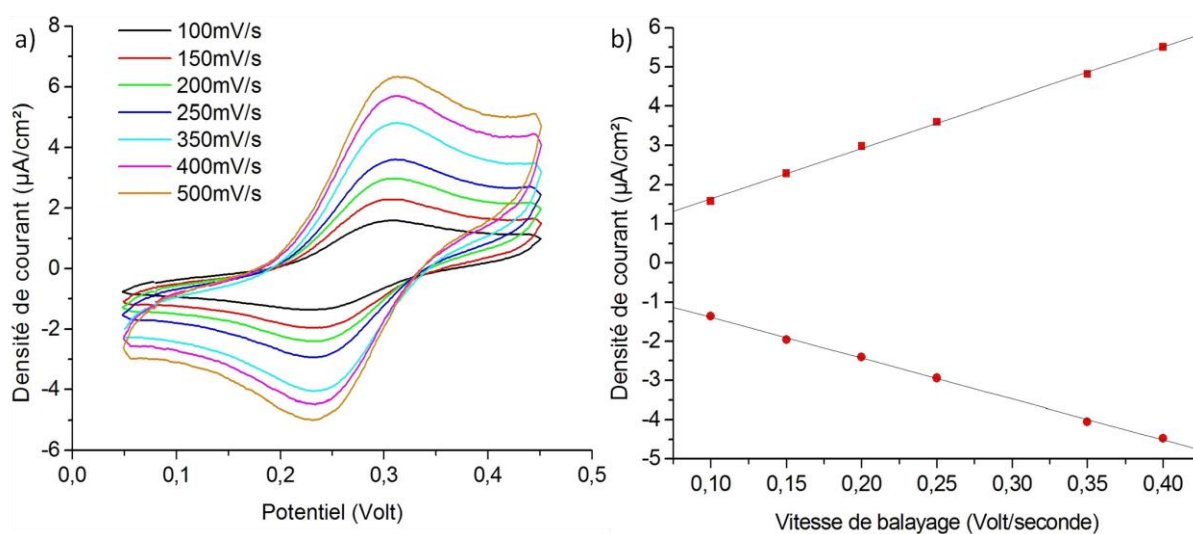 a)
100mV/s
150mV/s
200mV/s
250mV/s
350mV/s
400mV/s
500mV/s
Densité de courant (µA/cm²)
8
6
4
2
0
-2
-4
-6
0,0 0,1 0,2 0,3 0,4 0,5
Potentiel (Volt)
b)
Densité de courant (µA/cm²)
6
5
4
3
2
1
0
-1
-2
-3
-4
-5
0,10 0,15 0,20 0,25 0,30 0,35 0,40
Vitesse de balayage (Volt/seconde)